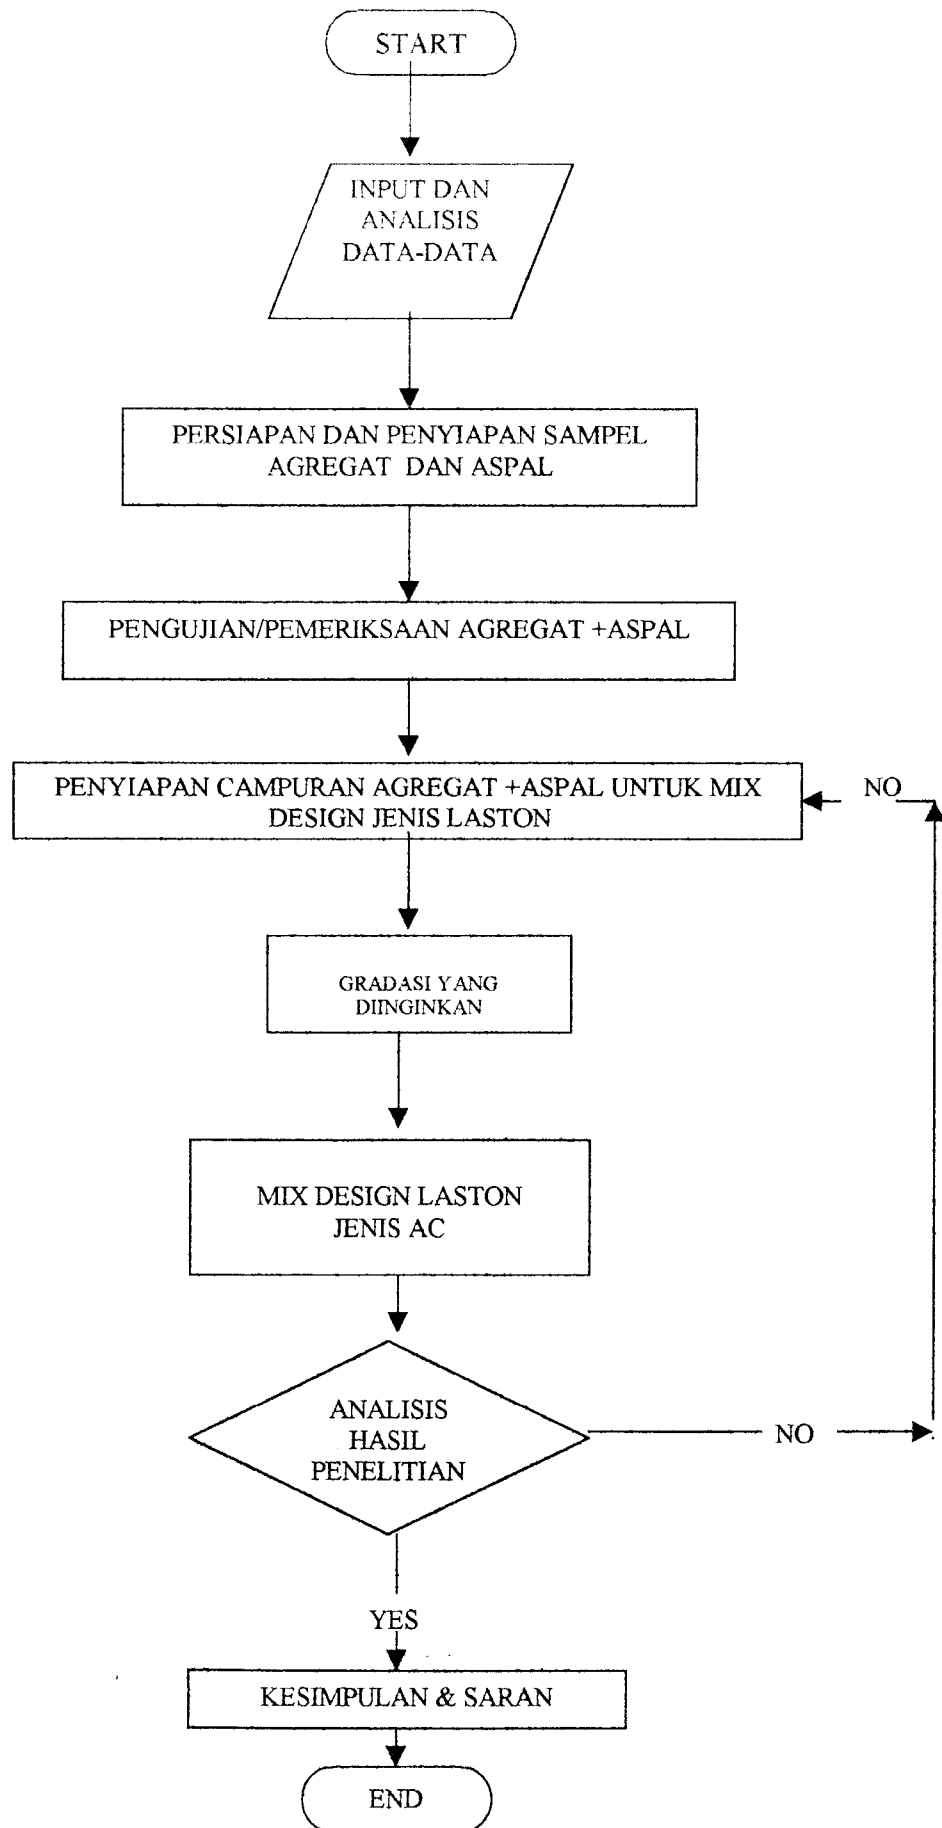 START
INPUT DAN
ANALISIS
DATA-DATA
PERSIAPAN DAN PENYIAPAN SAMPEL
AGREGAT DAN ASPAL
PENGUJIAN/PEMERIKSAAN AGREGAT +ASPAL
PENYIAPAN CAMPURAN AGREGAT +ASPAL UNTUK MIX
DESIGN JENIS LASTON
NO
GRADASI YANG
DIINGINKAN
MIX DESIGN LASTON
JENIS AC
ANALISIS
HASIL
PENELITIAN
NO
YES
KESIMPULAN & SARAN
END